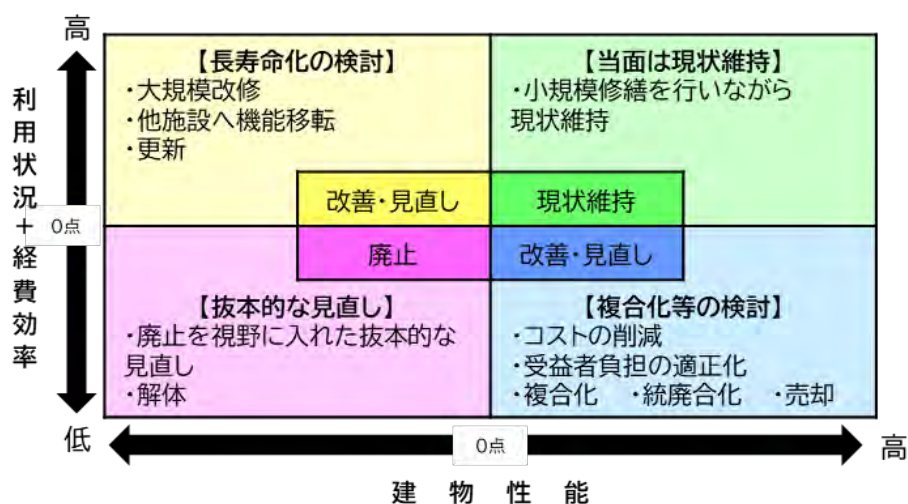 高
利用状況＋経費効率
0点
低
【長寿命化の検討】
・大規模改修
・他施設へ機能移転
・更新
改善・見直し
【当面は現状維持】
・小規模修繕を行いながら
現状維持
現状維持
廃止
【抜本的な見直し】
・廃止を視野に入れた抜本的な
見直し
・解体
改善・見直し
【複合化等の検討】
・コストの削減
・受益者負担の適正化
・複合化　・統廃合化　・売却
0点
高
建物性能